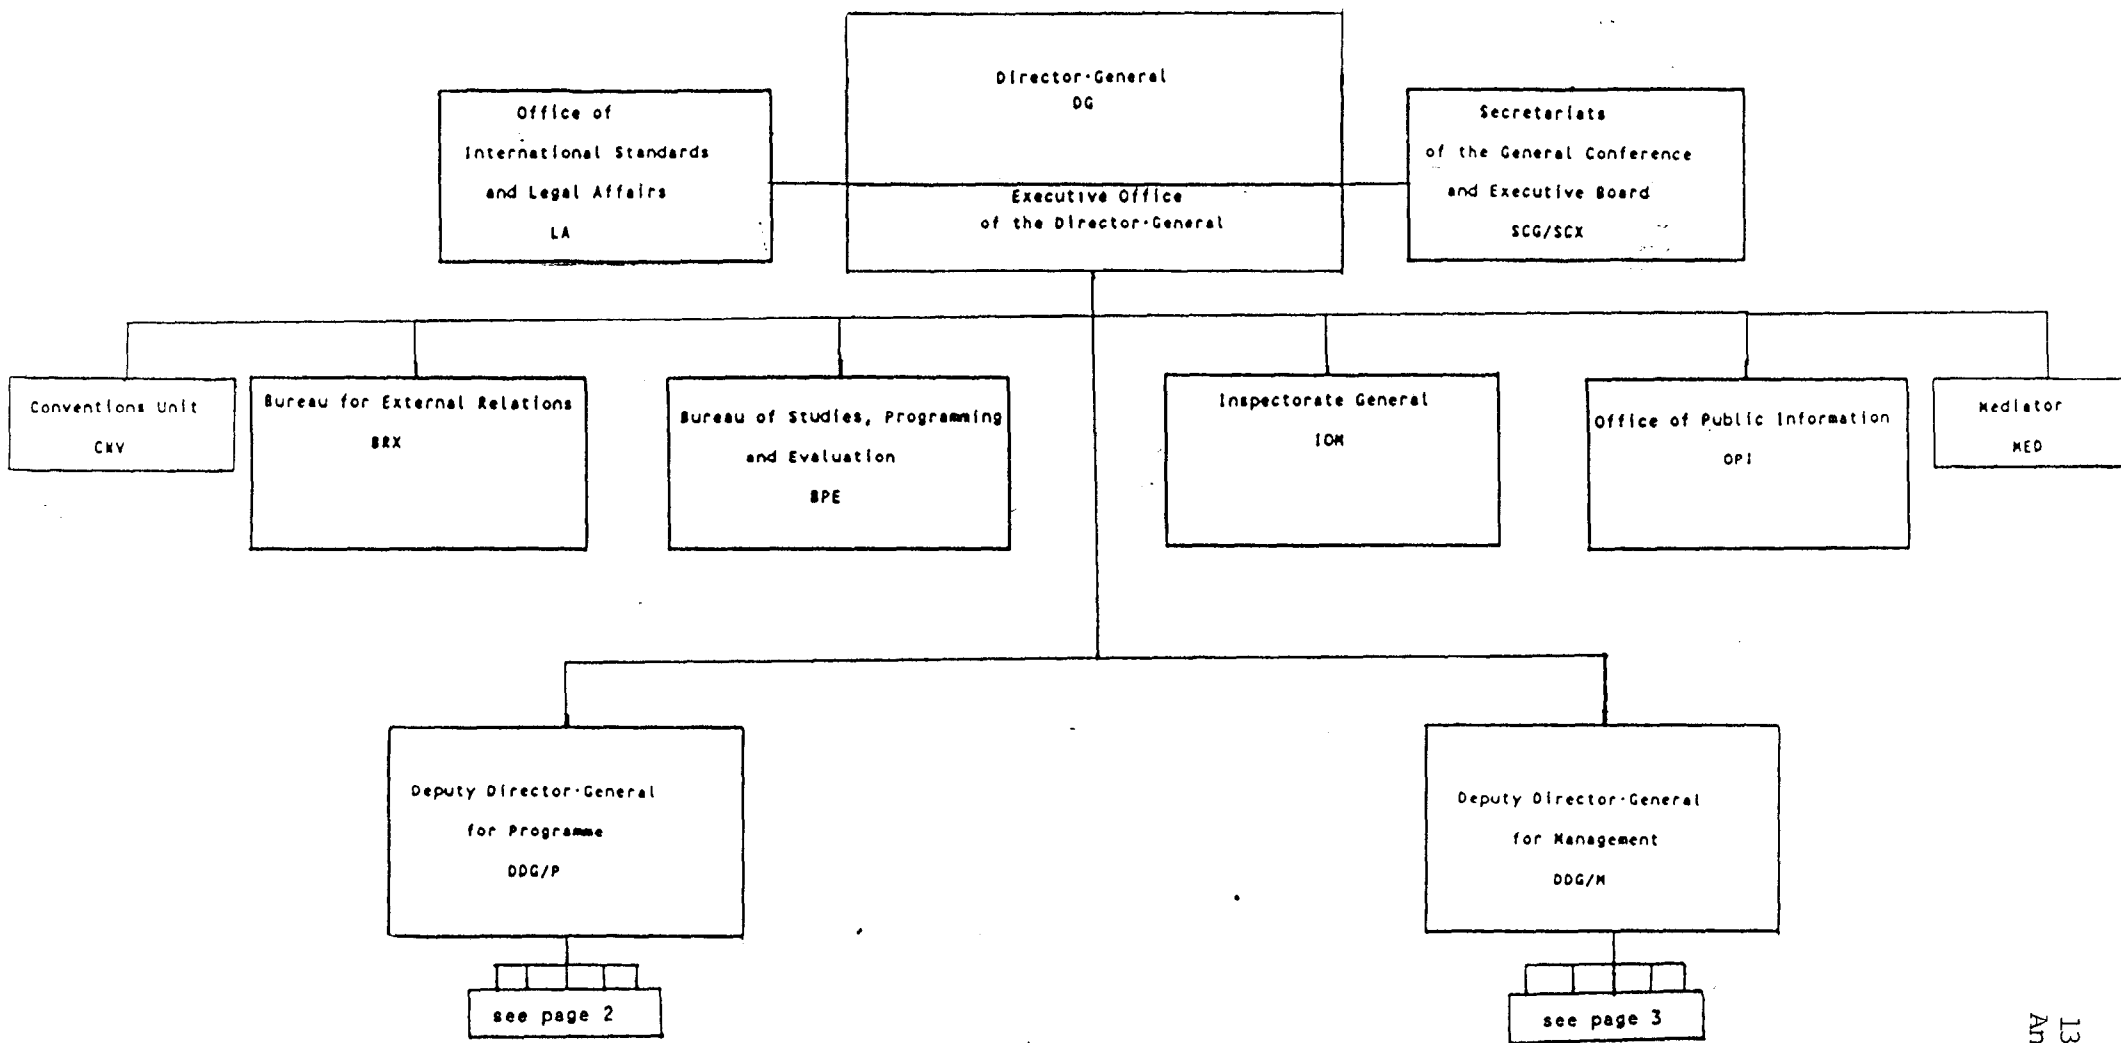 Director-General
DG
Executive Office
of the Director-General
Office of
International Standards
and Legal Affairs
LA
Secretariats
of the General Conference
and Executive Board
SCG/SCX
Conventions Unit
CNV
Bureau for External Relations
BRX
Bureau of Studies, Programming
and Evaluation
BPE
Inspectorate General
IOM
Office of Public Information
OPI
Mediator
MED
Deputy Director-General
for Programme
DDG/P
see page 2
Deputy Director-General
for Management
DDG/M
see page 3
13
An